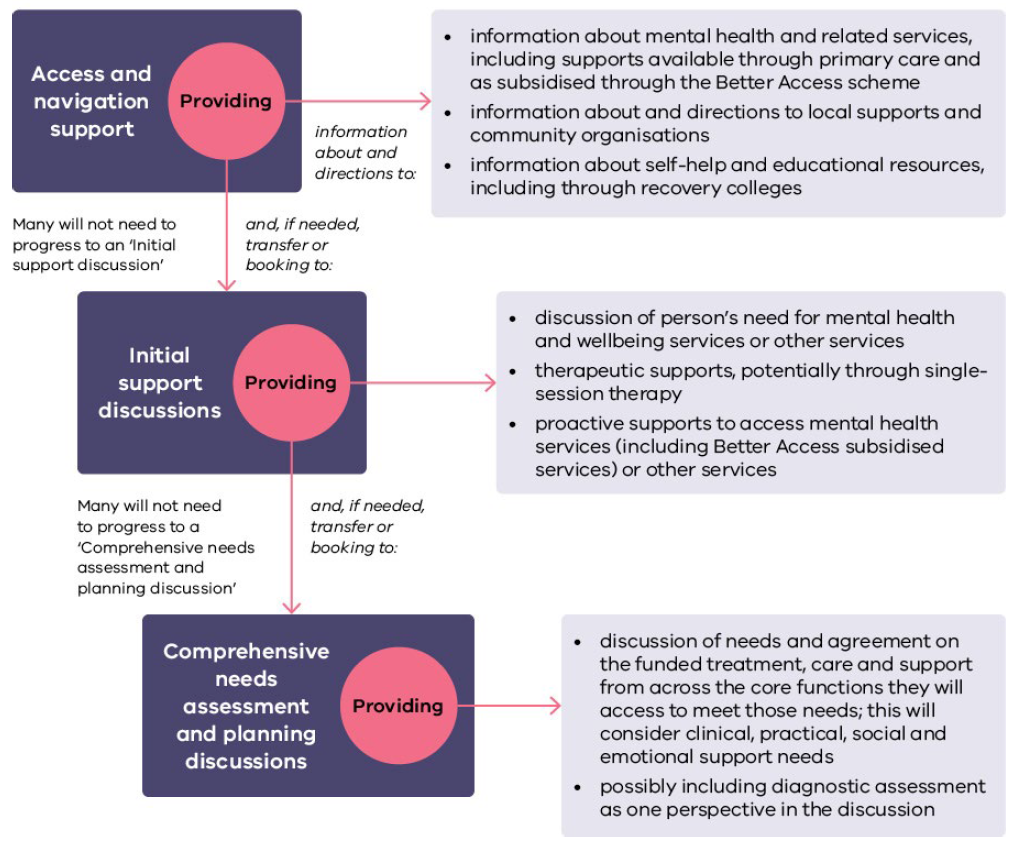 Access and
navigation
support
Providing
information
about and
directions to:
• information about mental health and related services,
including supports available through primary care and
as subsidised through the Better Access scheme
• information about and directions to local supports and
community organisations
• information about self-help and educational resources,
including through recovery colleges
Many will not need to
progress to an ‘Initial
support discussion’
and, if needed,
transfer or
booking to:
Initial
support
discussions
Providing
• discussion of person’s need for mental health
and wellbeing services or other services
• therapeutic supports, potentially through single-
session therapy
• proactive supports to access mental health
services (including Better Access subsidised
services) or other services
Many will not need
to progress to a
‘Comprehensive needs
assessment and
planning discussion’
and, if needed,
transfer or
booking to:
Comprehensive
needs
assessment
and planning
discussions
Providing
• discussion of needs and agreement on
the funded treatment, care and support
from across the core functions they will
access to meet those needs; this will
consider clinical, practical, social and
emotional support needs
• possibly including diagnostic assessment
as one perspective in the discussion